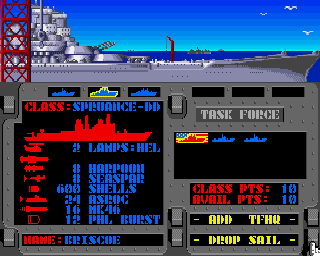 CLASS: SPRUANCE-DD
TASK FORCE
2 LAMPS:HEL
8 HARPOON
8 SEASPAR
600 SHELLS
24 ASROC
16 MK46
12 PHL BURST
CLASS PTS: 10
AVAIL PTS: 10
- ADD TFHQ -
NAME: BRISCOE
- DROP SAIL -